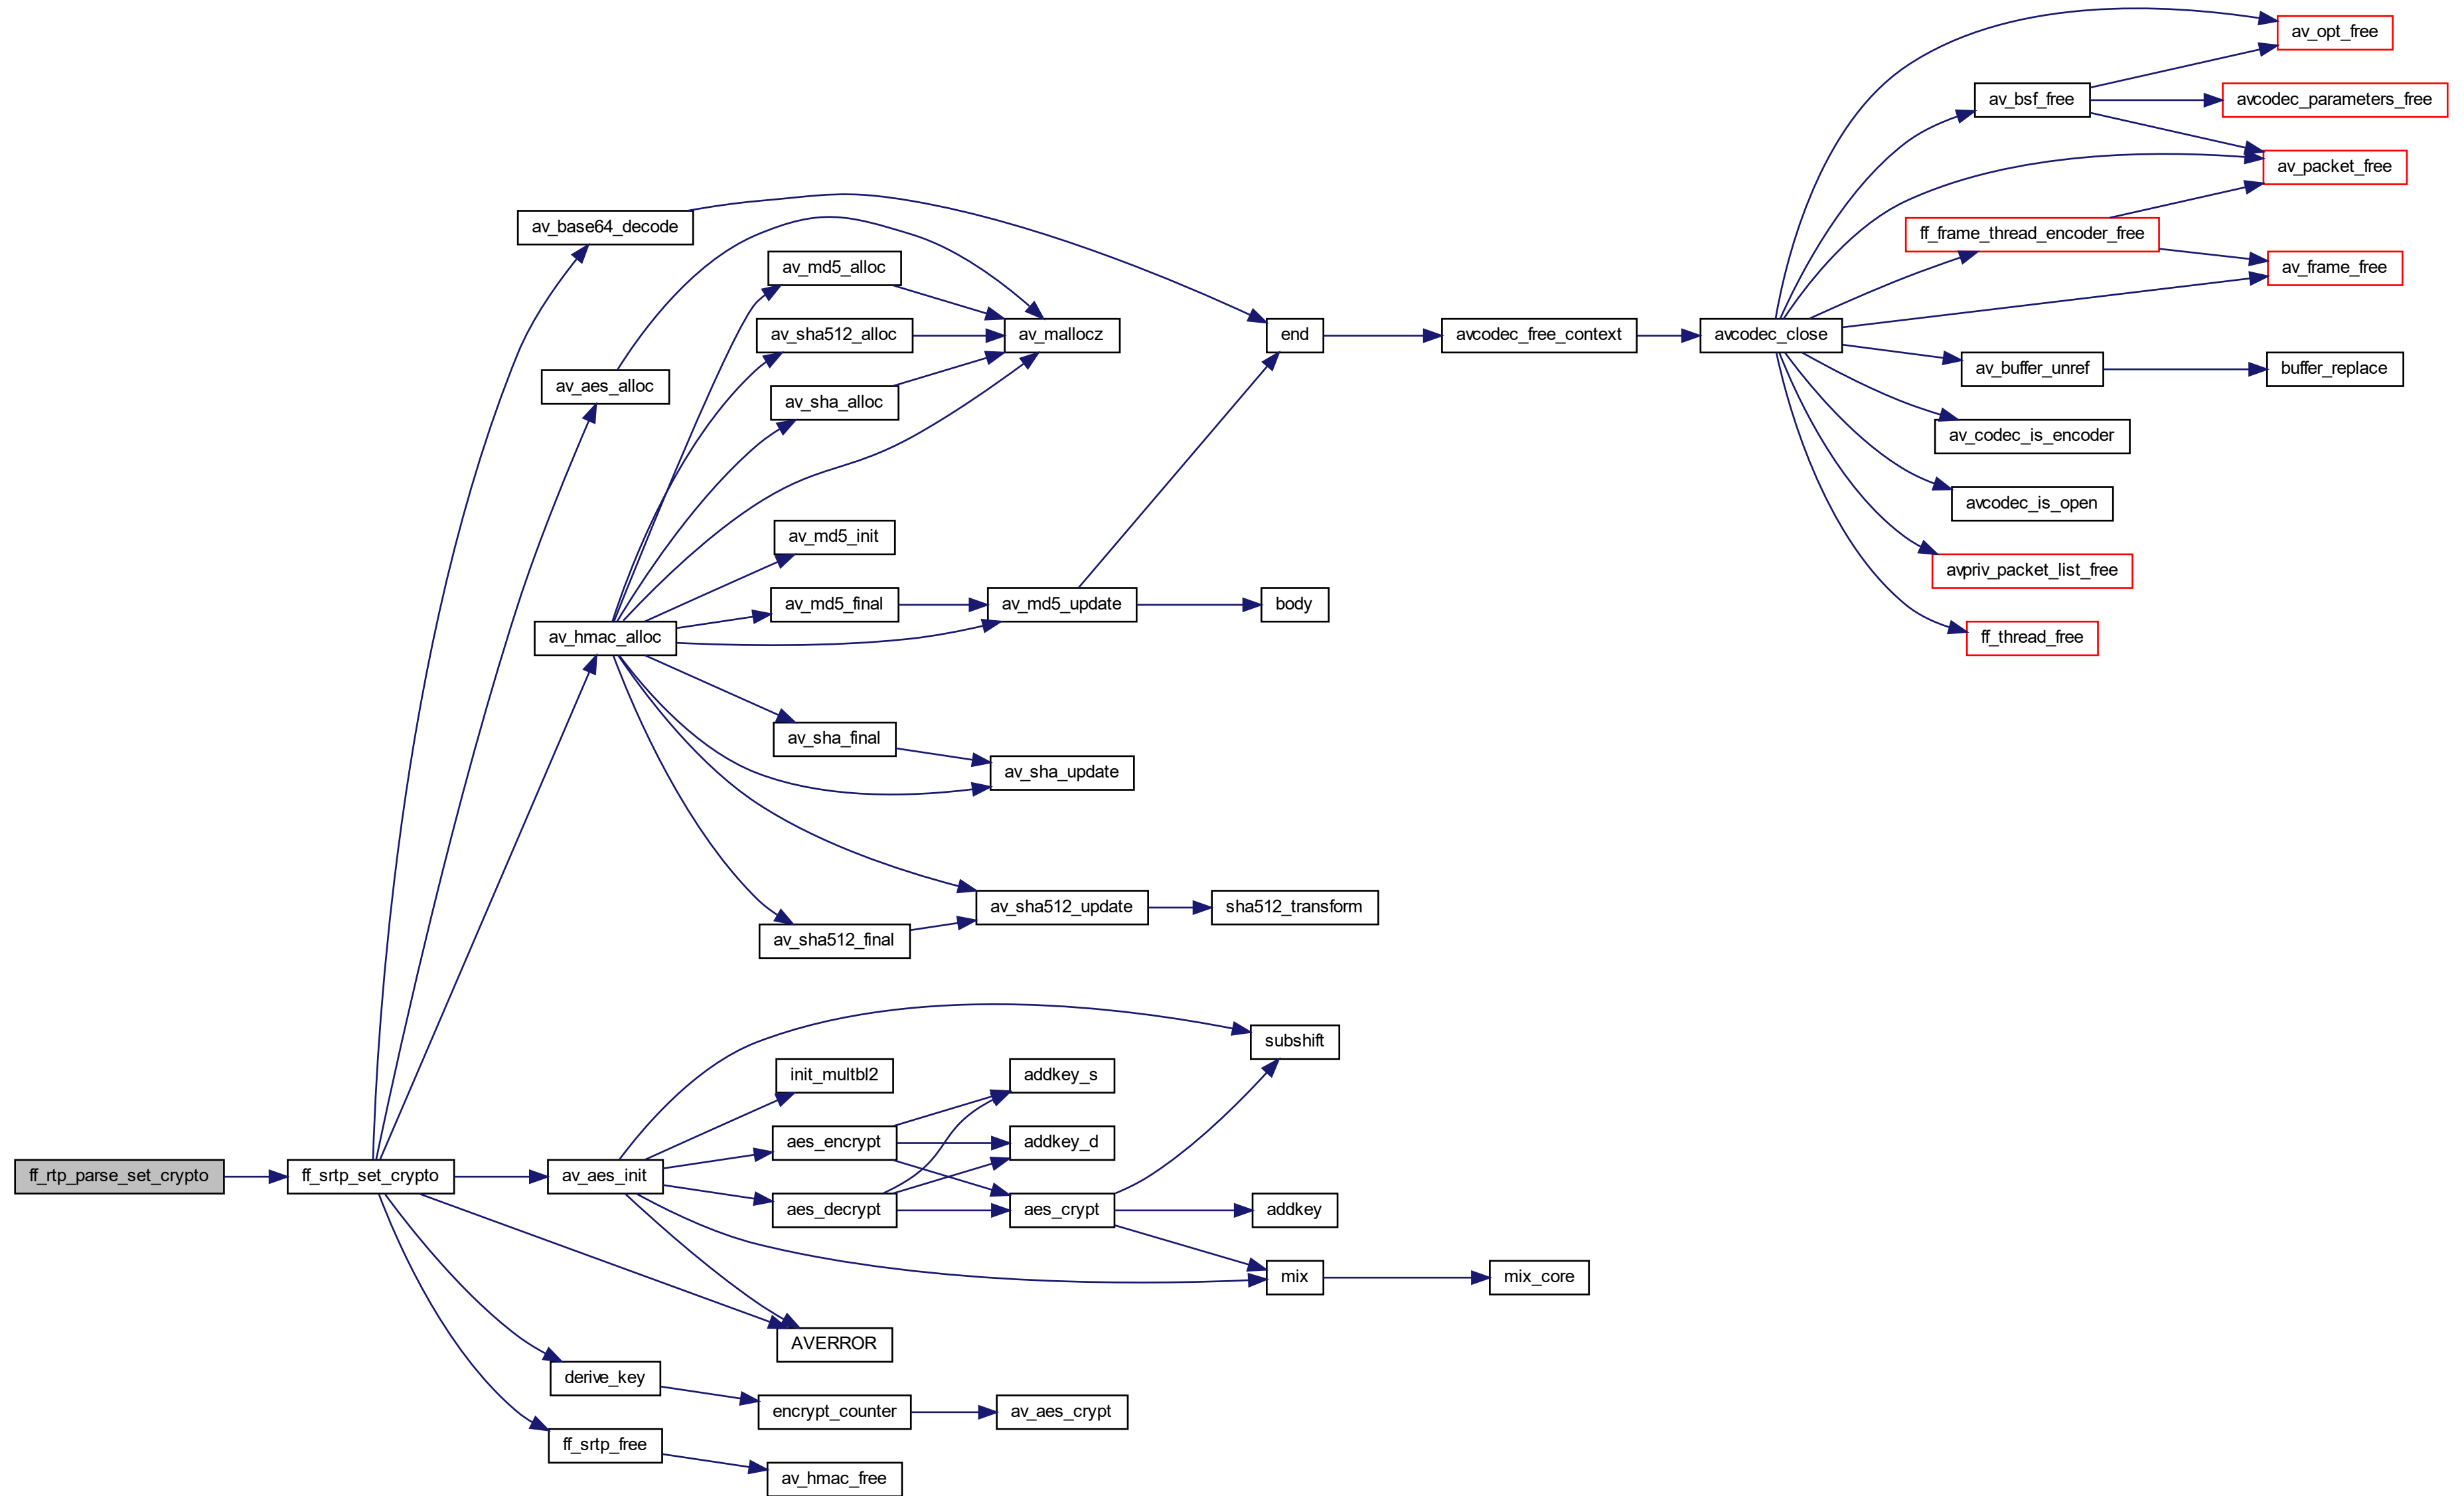 av_opt_free
av_bsf_free
avcodec_parameters_free
av_packet_free
av_base64_decode
ff_frame_thread_encoder_free
av_md5_alloc
av_frame_free
av_sha512_alloc
av_mallocz
end
avcodec_free_context
avcodec_close
av_buffer_unref
buffer_replace
av_aes_alloc
av_sha_alloc
av_codec_is_encoder
avcodec_is_open
av_md5_init
avpriv_packet_list_free
av_md5_final
av_md5_update
body
av_hmac_alloc
ff_thread_free
av_sha_final
av_sha_update
av_sha512_update
sha512_transform
av_sha512_final
subshift
init_multbl2
addkey_s
aes_encrypt
addkey_d
ff_rtp_parse_set_crypto
ff_srtp_set_crypto
av_aes_init
aes_decrypt
aes_crypt
addkey
mix
mix_core
AVERROR
derive_key
encrypt_counter
av_aes_crypt
ff_srtp_free
av_hmac_free